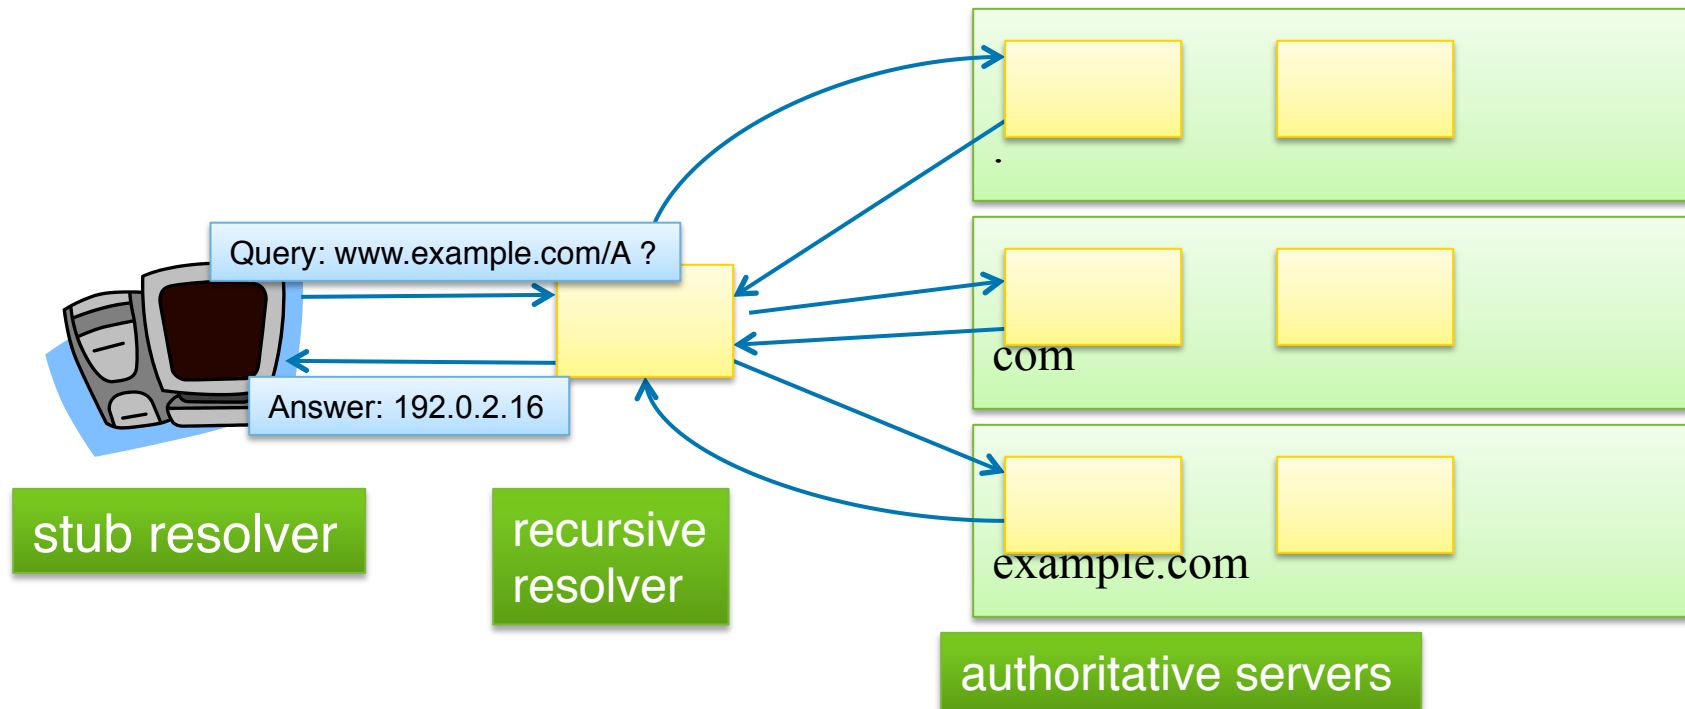 .
Query: www.example.com/A ?
com
Answer: 192.0.2.16
stub resolver
recursive
resolver
example.com
authoritative servers